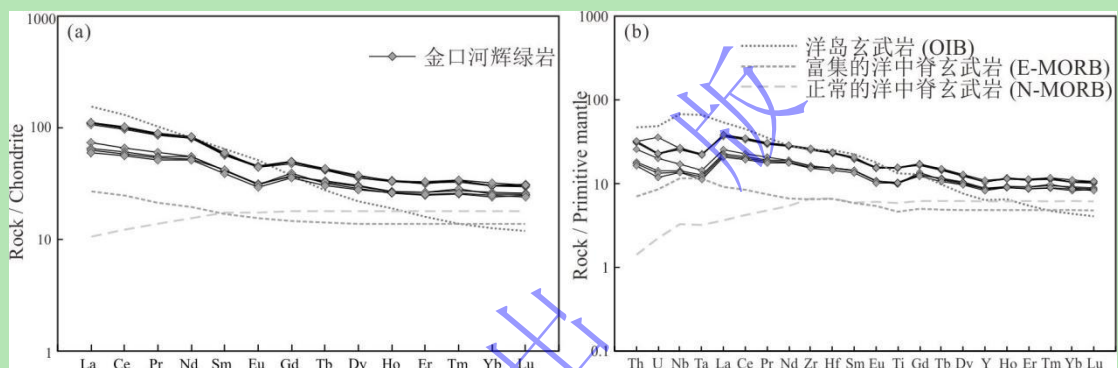 (a)
金口河辉绿岩
Rock / Chondrite
1000
100
10
1
La Ce Pr Nd Sm Eu Gd Tb Dy Ho Er Tm Yb Lu
(b)
洋岛玄武岩 (OIB)
富集的洋中脊玄武岩 (E-MORB)
正常的洋中脊玄武岩 (N-MORB)
Rock / Primitive mantle
1000
100
10
1
0.1
Th U Nb Ta La Ce Pr Nd Zr Hf Sm Eu Ti Gd Tb Dy Y Ho Er Tm Yb Lu
出版